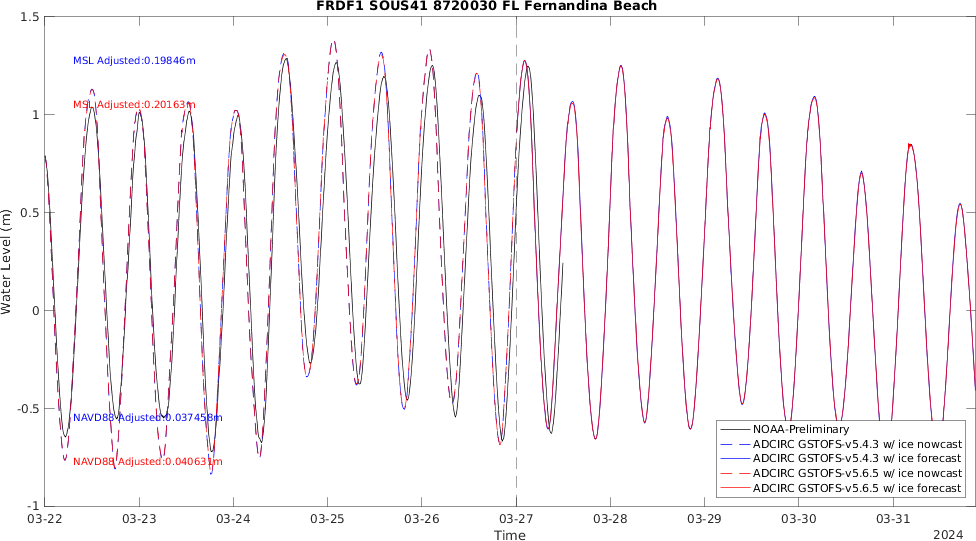 FRDF1 SOUS41 8720030 FL Fernandina Beach
1.5
1
0.5
0
-0.5
-1
Water Level (m)
MSL Adjusted:0.19846m
MSL Adjusted:0.20163m
NAVD88 Adjusted:0.037458m
NAVD88 Adjusted:0.040631m
NOAA-Preliminary
ADCIRC GSTOFS-v5.4.3 w/ ice nowcast
ADCIRC GSTOFS-v5.4.3 w/ ice forecast
ADCIRC GSTOFS-v5.6.5 w/ ice nowcast
ADCIRC GSTOFS-v5.6.5 w/ ice forecast
03-22 03-23 03-24 03-25 03-26 03-27 03-28 03-29 03-30 03-31
Time
2024